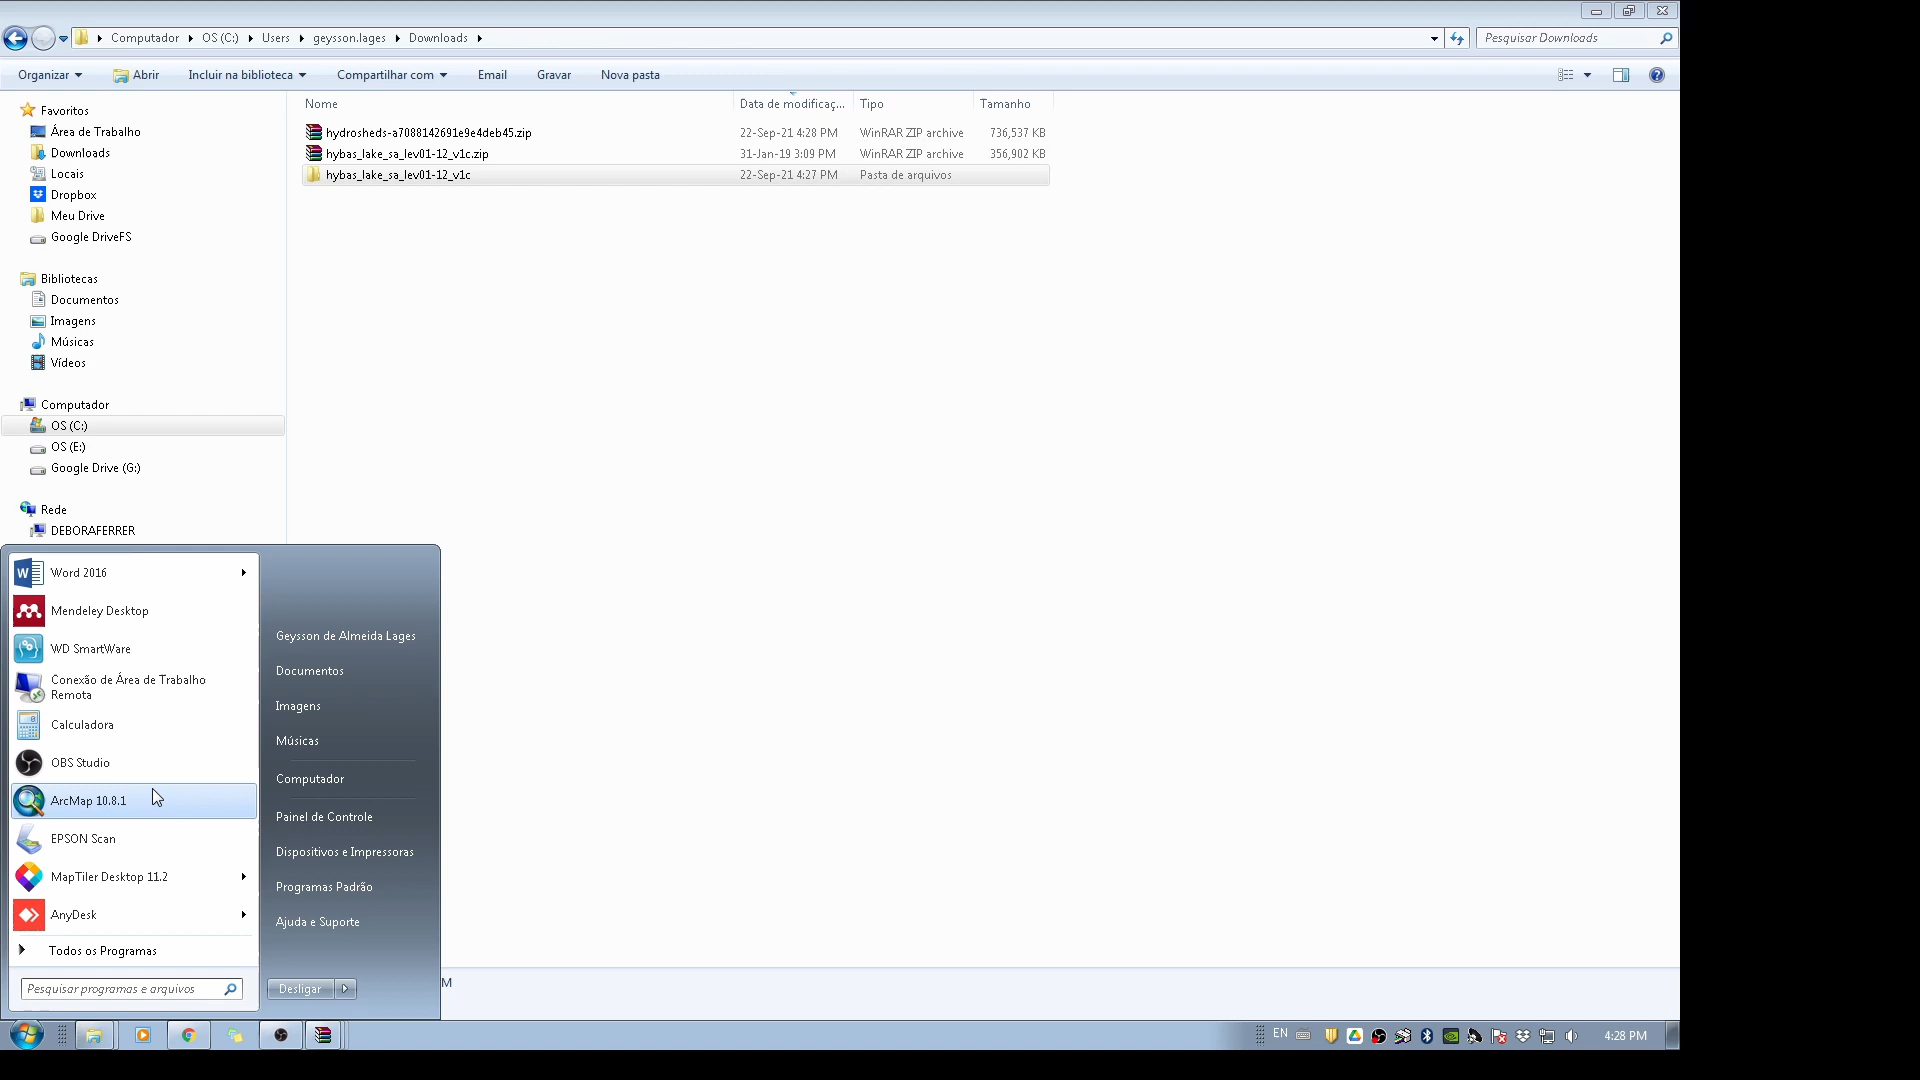 Computador
OS (C:)
Users
geysson.lages
Downloads
Pesquisar Downloads
Organizar
Abrir
Incluir na biblioteca
Compartilhar com
Email
Gravar
Nova pasta
Favoritos
Área de Trabalho
Downloads
Locais
Dropbox
Meu Drive
Google DriveFS
Bibliotecas
Documentos
Imagens
Músicas
Vídeos
Computador
OS (C:)
OS (E:)
Google Drive (G:)
Rede
DEBORAFERRER
Nome
Data de modificaç...
Tipo
Tamanho
hydrosheds-a7088142691e9e4deb45.zip
22-Sep-21 4:28 PM
WinRAR ZIP archive
736,537 KB
hybas_lake_sa_lev01-12_v1c.zip
31-Jan-19 3:09 PM
WinRAR ZIP archive
356,902 KB
hybas_lake_sa_lev01-12_v1c
22-Sep-21 4:27 PM
Pasta de arquivos
Word 2016
Mendeley Desktop
WD SmartWare
Conexão de Área de Trabalho
Remota
Calculadora
OBS Studio
ArcMap 10.8.1
EPSON Scan
MapTiler Desktop 11.2
AnyDesk
Todos os Programas
Pesquisar programas e arquivos
Geysson de Almeida Lages
Documentos
Imagens
Músicas
Computador
Painel de Controle
Dispositivos e Impressoras
Programas Padrão
Ajuda e Suporte
Desligar
M
EN
4:28 PM